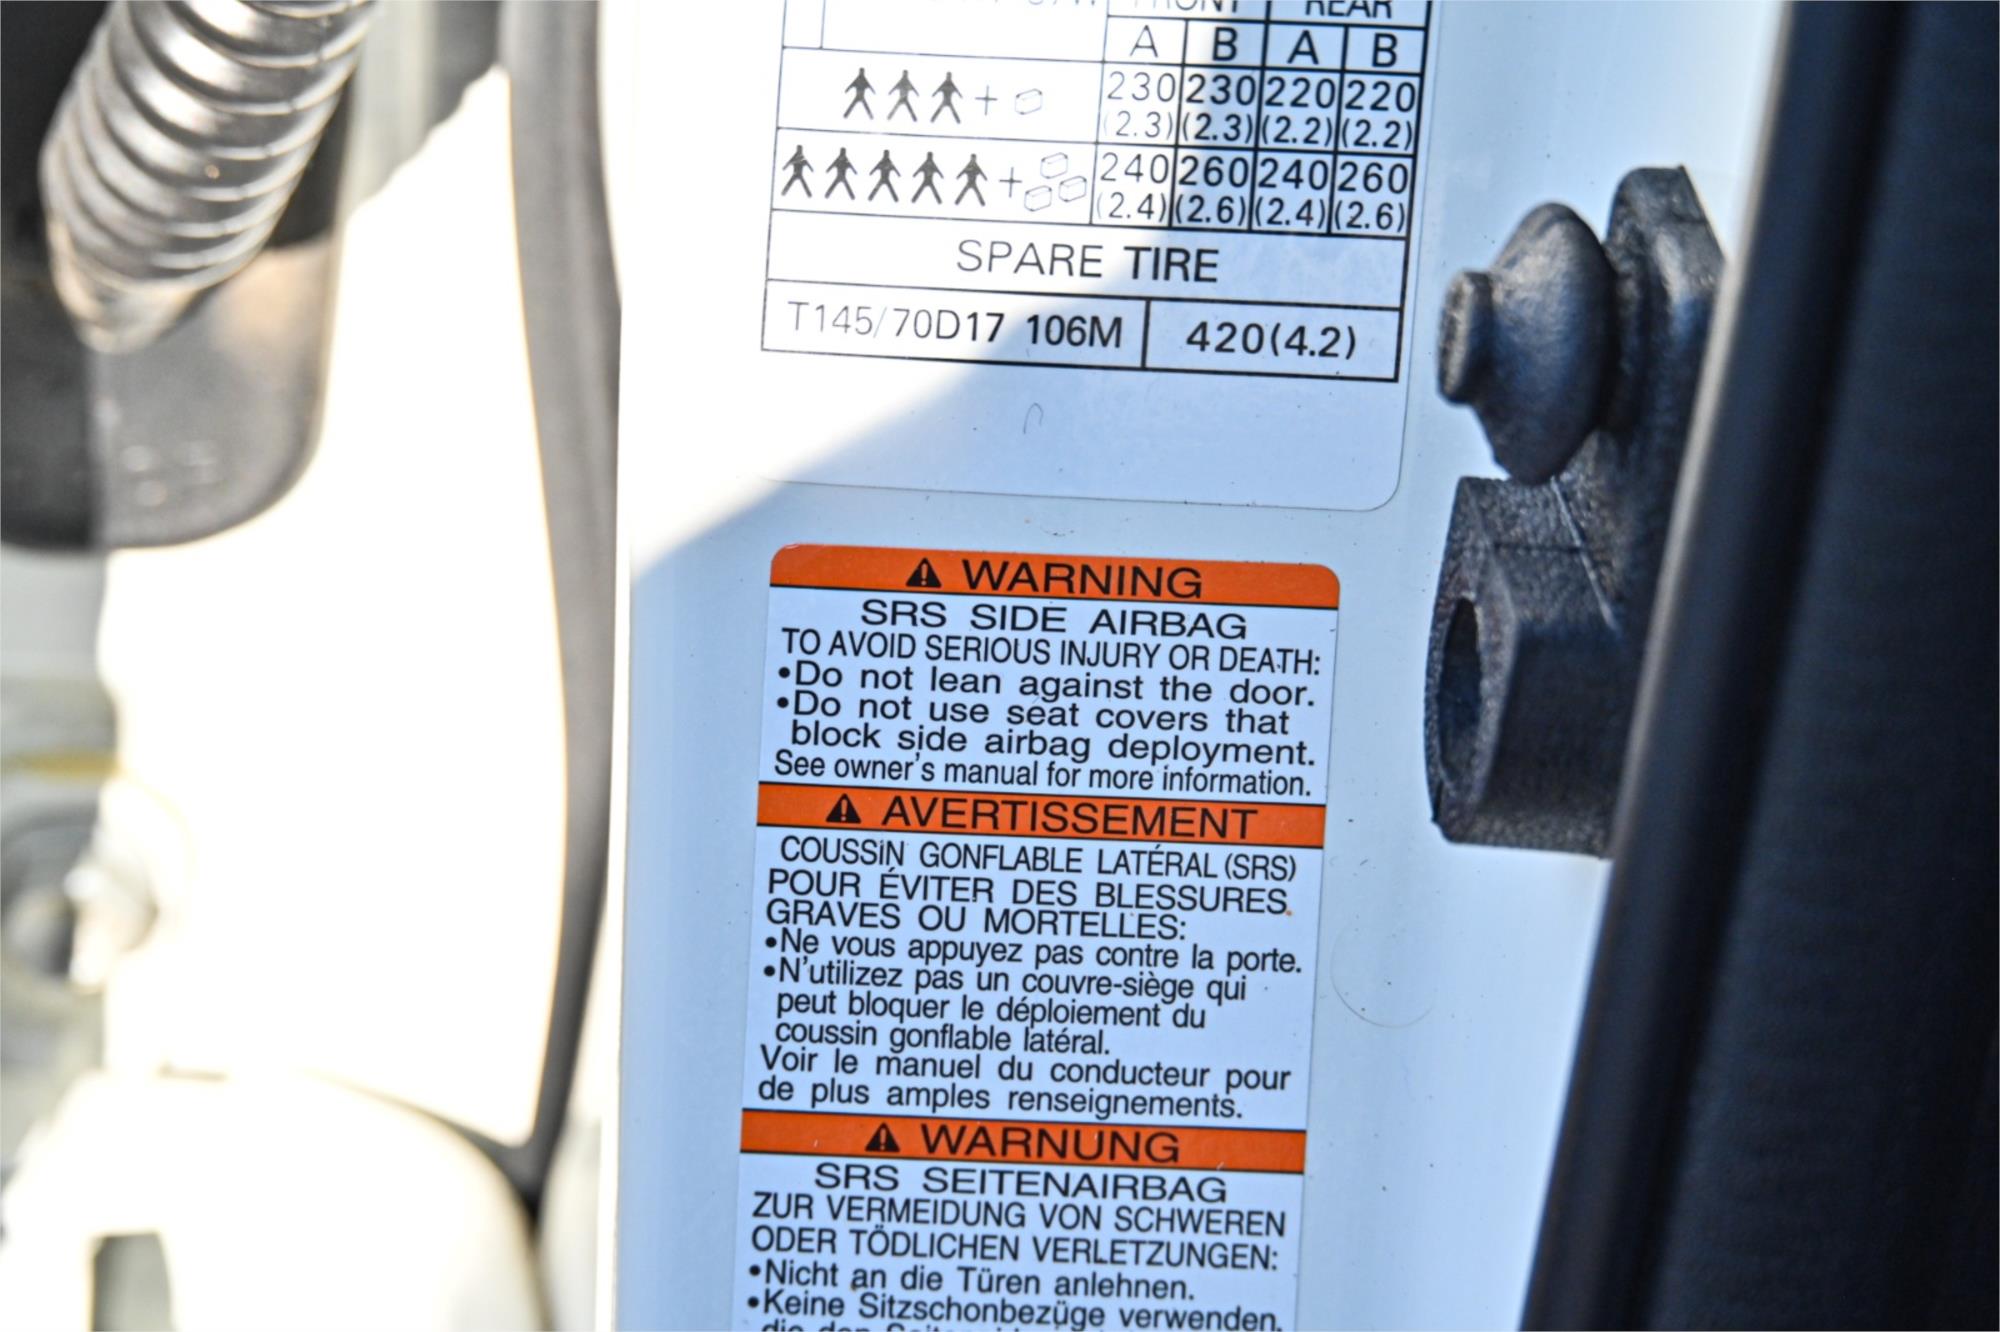 FRONT REAR
A B A B
+ 230 230 220 220
(2.3) (2.3) (2.2) (2.2)
+ 240 260 240 260
(2.4) (2.6) (2.4) (2.6)
SPARE TIRE
T145/70D17 106M 420(4.2)
WARNING
SRS SIDE AIRBAG
TO AVOID SERIOUS INJURY OR DEATH:
•Do not lean against the door.
•Do not use seat covers that
block side airbag deployment.
See owner's manual for more information.
AVERTISSEMENT
COUSSIN GONFLABLE LATÉRAL (SRS)
POUR ÉVITER DES BLESSURES
GRAVES OU MORTELLES:
•Ne vous appuyez pas contre la porte.
•N'utilizez pas un couvre-siège qui
peut bloquer le déploiement du
coussin gonflable latéral.
Voir le manuel du conducteur pour
de plus amples renseignements.
WARNUNG
SRS SEITENAIRBAG
ZUR VERMEIDUNG VON SCHWEREN
ODER TÖDLICHEN VERLETZUNGEN:
•Nicht an die Türen anlehnen.
•Keine Sitzschonbezüge verwenden,
die den